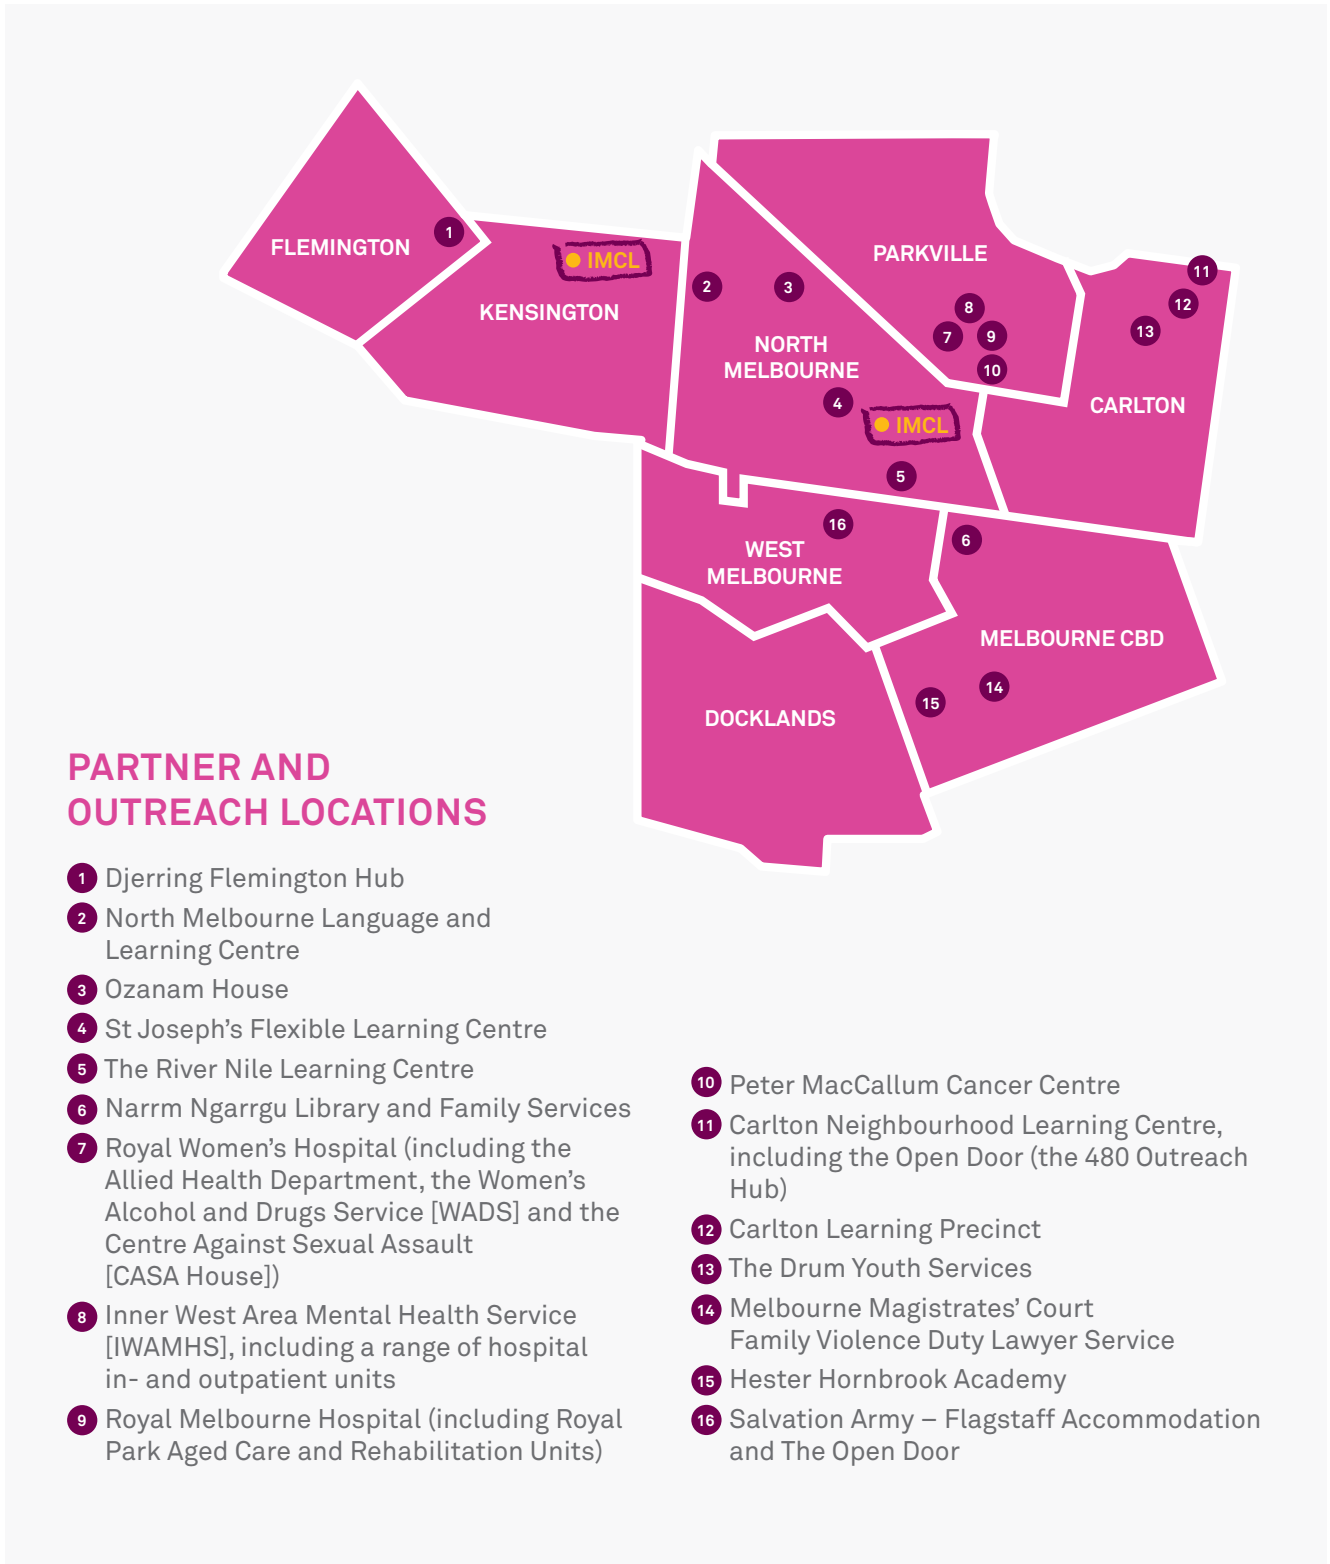 FLEMINGTON
1
IMCL
KENSINGTON
2
3
NORTH
MELBOURNE
4
IMCL
5
PARKVILLE
8
7
9
10
11
12
13
CARLTON
16
WEST
MELBOURNE
6
MELBOURNE CBD
14
15
DOCKLANDS
PARTNER AND
OUTREACH LOCATIONS
1 Djerring Flemington Hub
2 North Melbourne Language and
Learning Centre
3 Ozanam House
4 St Joseph’s Flexible Learning Centre
5 The River Nile Learning Centre
6 Narrm Ngarrgu Library and Family Services
7 Royal Women’s Hospital (including the
Allied Health Department, the Women’s
Alcohol and Drugs Service [WADS] and the
Centre Against Sexual Assault
[CASA House])
8 Inner West Area Mental Health Service
[IWAMHS], including a range of hospital
in- and outpatient units
9 Royal Melbourne Hospital (including Royal
Park Aged Care and Rehabilitation Units)
10 Peter MacCallum Cancer Centre
11 Carlton Neighbourhood Learning Centre,
including the Open Door (the 480 Outreach
Hub)
12 Carlton Learning Precinct
13 The Drum Youth Services
14 Melbourne Magistrates’ Court
Family Violence Duty Lawyer Service
15 Hester Hornbrook Academy
16 Salvation Army – Flagstaff Accommodation
and The Open Door